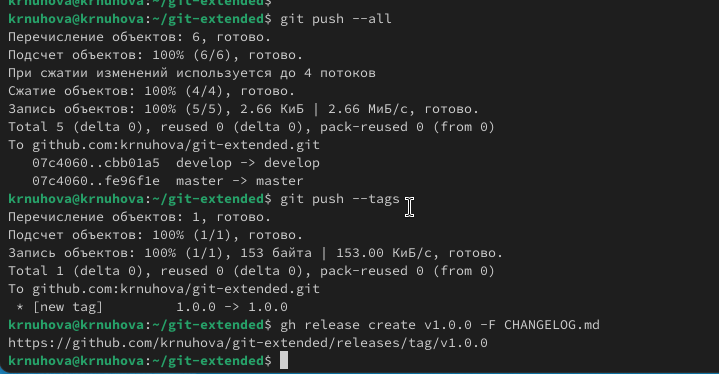 krnuhova@krnuhova:~/git-extended$
krnuhova@krnuhova:~/git-extended$ git push --all
Перечисление объектов: 6, готово.
Подсчет объектов: 100% (6/6), готово.
При сжатии изменений используется до 4 потоков
Сжатие объектов: 100% (4/4), готово.
Запись объектов: 100% (5/5), 2.66 КиБ | 2.66 МиБ/с, готово.
Total 5 (delta 0), reused 0 (delta 0), pack-reused 0 (from 0)
To github.com:krnuhova/git-extended.git
   07c4060..cbb01a5  develop -> develop
   07c4060..fe96f1e  master -> master
krnuhova@krnuhova:~/git-extended$ git push --tags
Перечисление объектов: 1, готово.
Подсчет объектов: 100% (1/1), готово.
Запись объектов: 100% (1/1), 153 байта | 153.00 КиБ/с, готово.
Total 1 (delta 0), reused 0 (delta 0), pack-reused 0 (from 0)
To github.com:krnuhova/git-extended.git
 * [new tag]         1.0.0 -> 1.0.0
krnuhova@krnuhova:~/git-extended$ gh release create v1.0.0 -F CHANGELOG.md
https://github.com/krnuhova/git-extended/releases/tag/v1.0.0
krnuhova@krnuhova:~/git-extended$